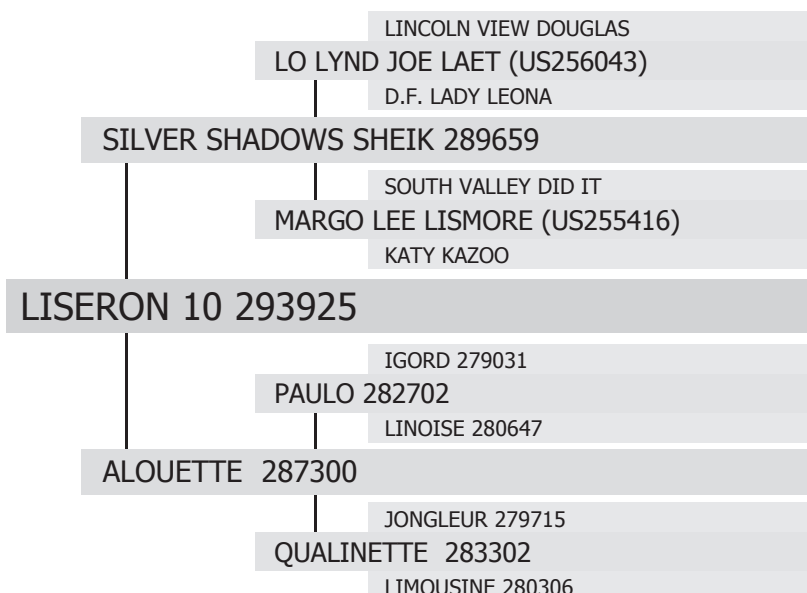 LINCOLN VIEW DOUGLAS
LO LYND JOE LAET (US256043)
D.F. LADY LEONA
SILVER SHADOWS SHEIK 289659
SOUTH VALLEY DID IT
MARGO LEE LISMORE (US255416)
KATY KAZOO
LISERON 10 293925
IGORD 279031
PAULO 282702
LINOISE 280647
ALOUETTE 287300
JONGLEUR 279715
QUALINETTE 283302
LIMOUSINE 280306